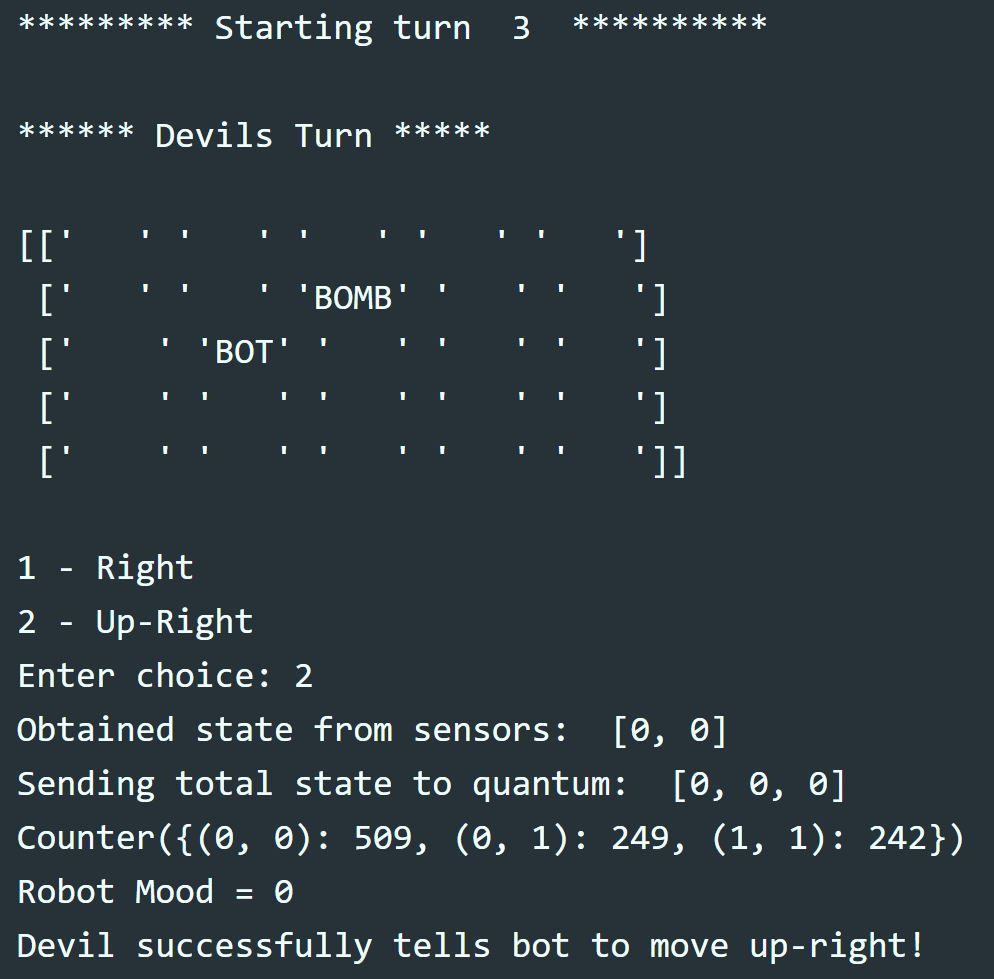 ********* Starting turn  3  **********
****** Devils Turn *****
[['   ' '   ' '   ' '   ' '   ']
 ['   ' '   ' 'BOMB' '   ' '   ']
 ['    ' 'BOT' '   ' '   ' '   ']
 ['    ' '   ' '   ' '   ' '   ']
 ['    ' '   ' '   ' '   ' '   ']]
1 - Right
2 - Up-Right
Enter choice: 2
Obtained state from sensors:  [0, 0]
Sending total state to quantum:  [0, 0, 0]
Counter({(0, 0): 509, (0, 1): 249, (1, 1): 242})
Robot Mood = 0
Devil successfully tells bot to move up-right!